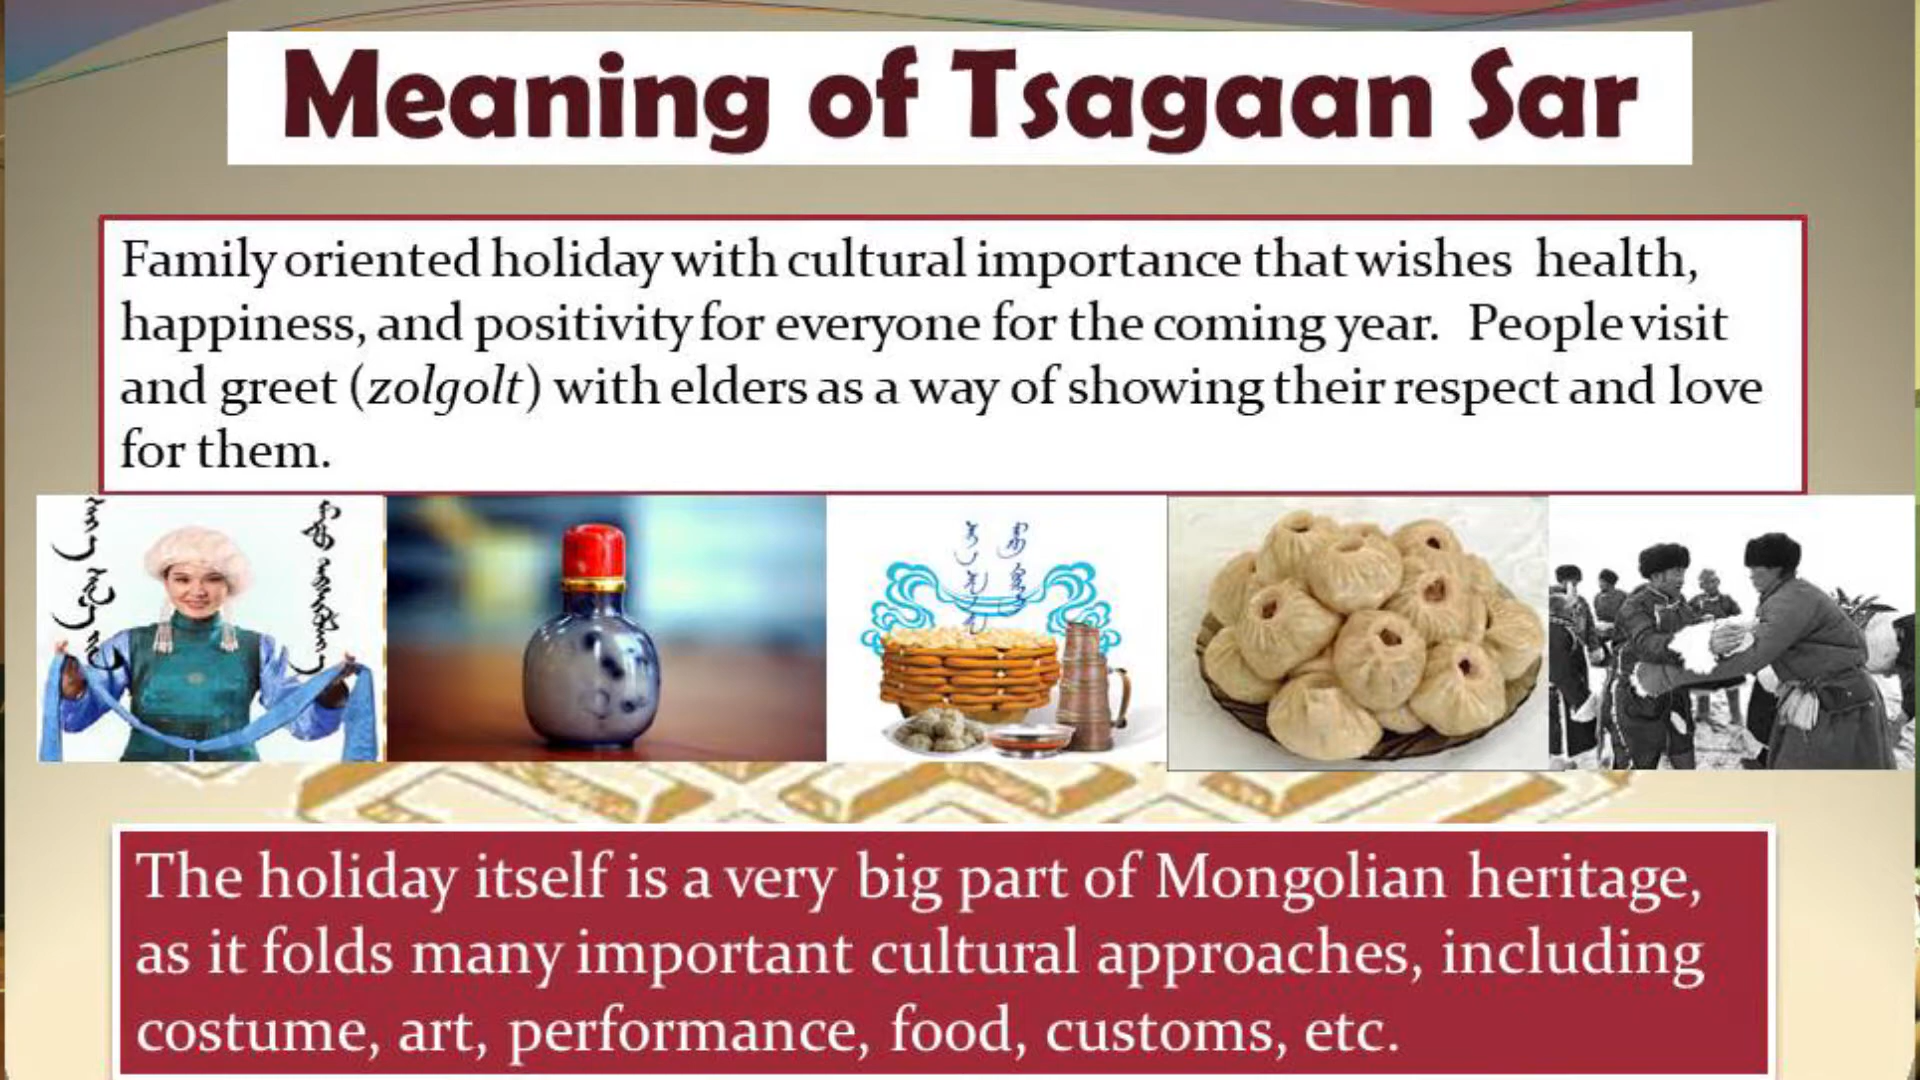 Meaning of Tsagaan Sar
Family oriented holiday with cultural importance that wishes health,
happiness, and positivity for everyone for the coming year. People visit
and greet (zolgolt) with elders as a way of showing their respect and love
for them.
The holiday itself is a very big part of Mongolian heritage,
as it folds many important cultural approaches, including
costume, art, performance, food, customs, etc.